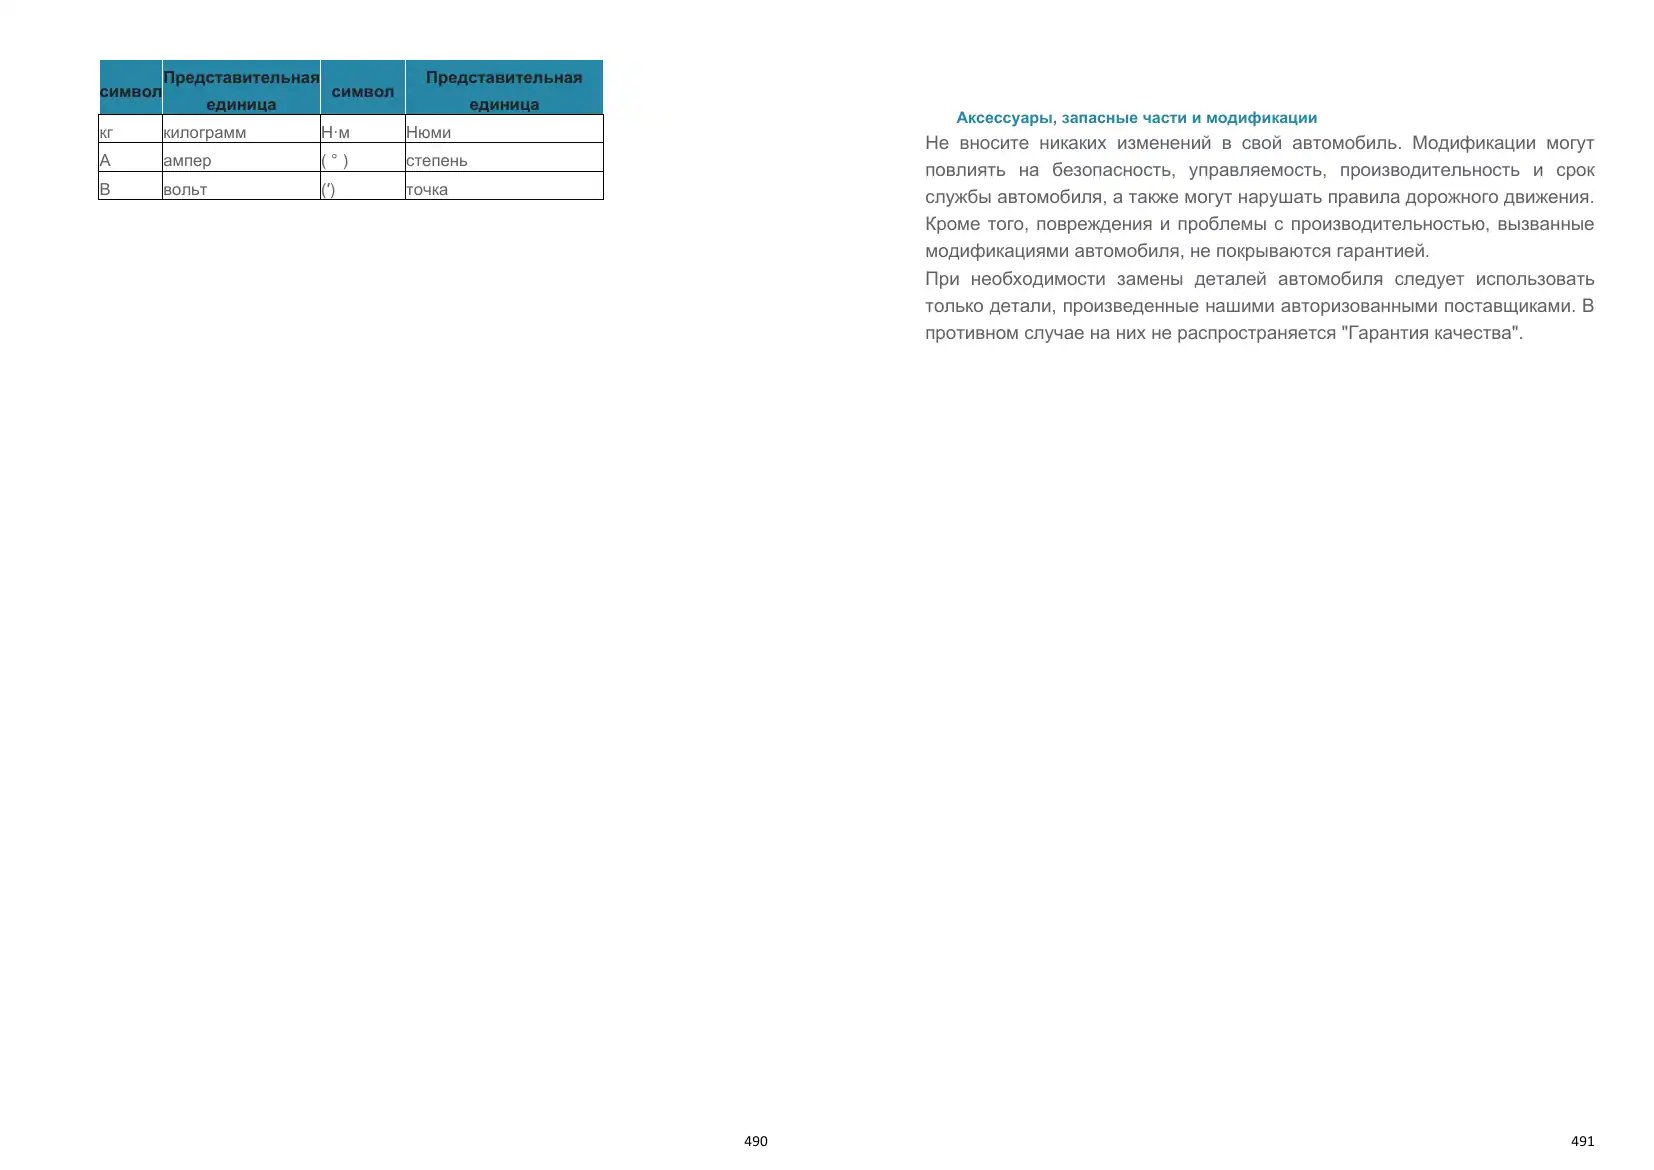 символ Представительная единица символ Представительная единица
кг килограмм Н·м Нюми
А ампер ( ° ) степень
В вольт (′) точка
490
Аксессуары, запасные части и модификации
Не вносите никаких изменений в свой автомобиль. Модификации могут
повлиять на безопасность, управляемость, производительность и срок
службы автомобиля, а также могут нарушать правила дорожного движения.
Кроме того, повреждения и проблемы с производительностью, вызванные
модификациями автомобиля, не покрываются гарантией.
При необходимости замены деталей автомобиля следует использовать
только детали, произведенные нашими авторизованными поставщиками. В
противном случае на них не распространяется "Гарантия качества".
491